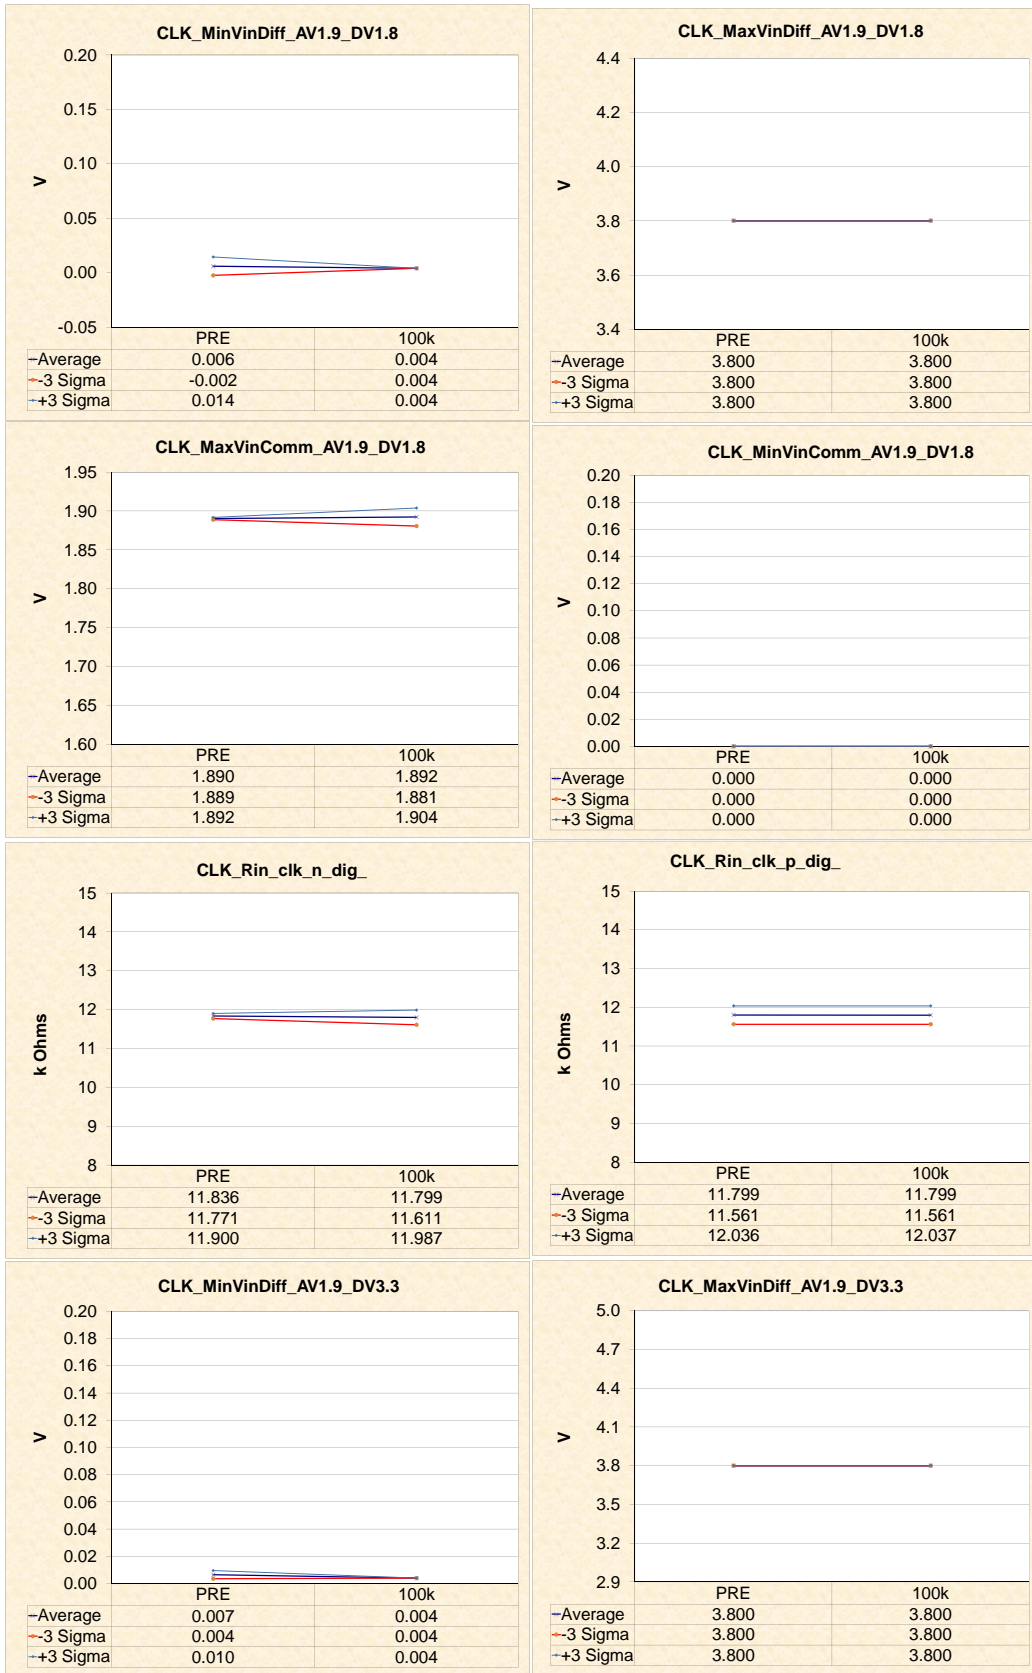 CLK_MinVinDiff_AV1.9_DV1.8
0.20
0.15
0.10
0.05
0.00
-0.05
V
PRE 100k
Average 0.006 0.004
-3 Sigma -0.002 0.004
+3 Sigma 0.014 0.004
CLK_MaxVinDiff_AV1.9_DV1.8
4.4
4.2
4.0
3.8
3.6
3.4
V
PRE 100k
Average 3.800 3.800
-3 Sigma 3.800 3.800
+3 Sigma 3.800 3.800
CLK_MaxVinComm_AV1.9_DV1.8
1.95
1.90
1.85
1.80
1.75
1.70
1.65
1.60
V
PRE 100k
Average 1.890 1.892
-3 Sigma 1.889 1.881
+3 Sigma 1.892 1.904
CLK_MinVinComm_AV1.9_DV1.8
0.20
0.18
0.16
0.14
0.12
0.10
0.08
0.06
0.04
0.02
0.00
V
PRE 100k
Average 0.000 0.000
-3 Sigma 0.000 0.000
+3 Sigma 0.000 0.000
CLK_Rin_clk_n_dig_
15
14
13
12
11
10
9
8
k Ohms
PRE 100k
Average 11.836 11.799
-3 Sigma 11.771 11.611
+3 Sigma 11.900 11.987
CLK_Rin_clk_p_dig_
15
14
13
12
11
10
9
8
k Ohms
PRE 100k
Average 11.799 11.799
-3 Sigma 11.561 11.561
+3 Sigma 12.036 12.037
CLK_MinVinDiff_AV1.9_DV3.3
0.20
0.18
0.16
0.14
0.12
0.10
0.08
0.06
0.04
0.02
0.00
V
PRE 100k
Average 0.007 0.004
-3 Sigma 0.004 0.004
+3 Sigma 0.010 0.004
CLK_MaxVinDiff_AV1.9_DV3.3
5.0
4.7
4.4
4.1
3.8
3.5
3.2
2.9
V
PRE 100k
Average 3.800 3.800
-3 Sigma 3.800 3.800
+3 Sigma 3.800 3.800